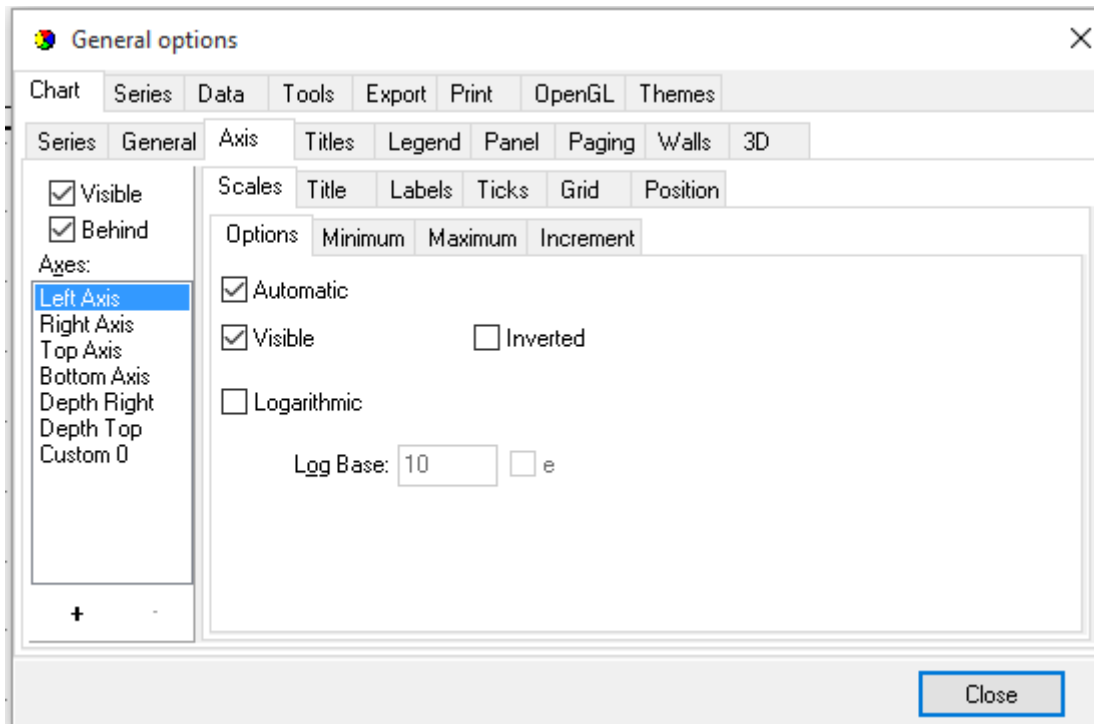 General options
Chart Series Data Tools Export Print OpenGL Themes
Series General Axis Titles Legend Panel Paging Walls 3D
Visible
Behind
Axes:
Left Axis
Right Axis
Top Axis
Bottom Axis
Depth Right
Depth Top
Custom 0
+ -
Scales Title Labels Ticks Grid Position
Options Minimum Maximum Increment
Automatic
Visible Inverted
Logarithmic
Log Base: 10 e
Close